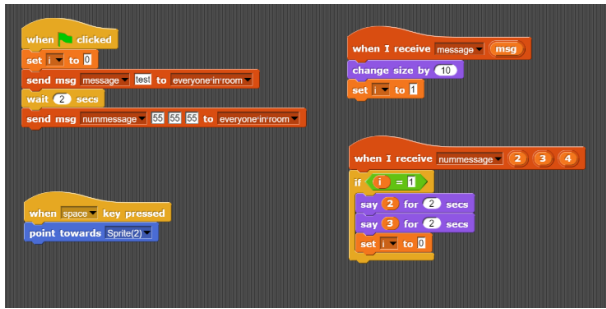 when clicked
set i to 0
send msg message test to everyone in room
wait 2 secs
send msg nummessage 55 55 55 to everyone in room
when space key pressed
point towards Sprite(2)
when I receive message msg
change size by 10
set i to 1
when I receive nummessage 2 3 4
if i = 1
say 2 for 2 secs
say 3 for 2 secs
set i to 0